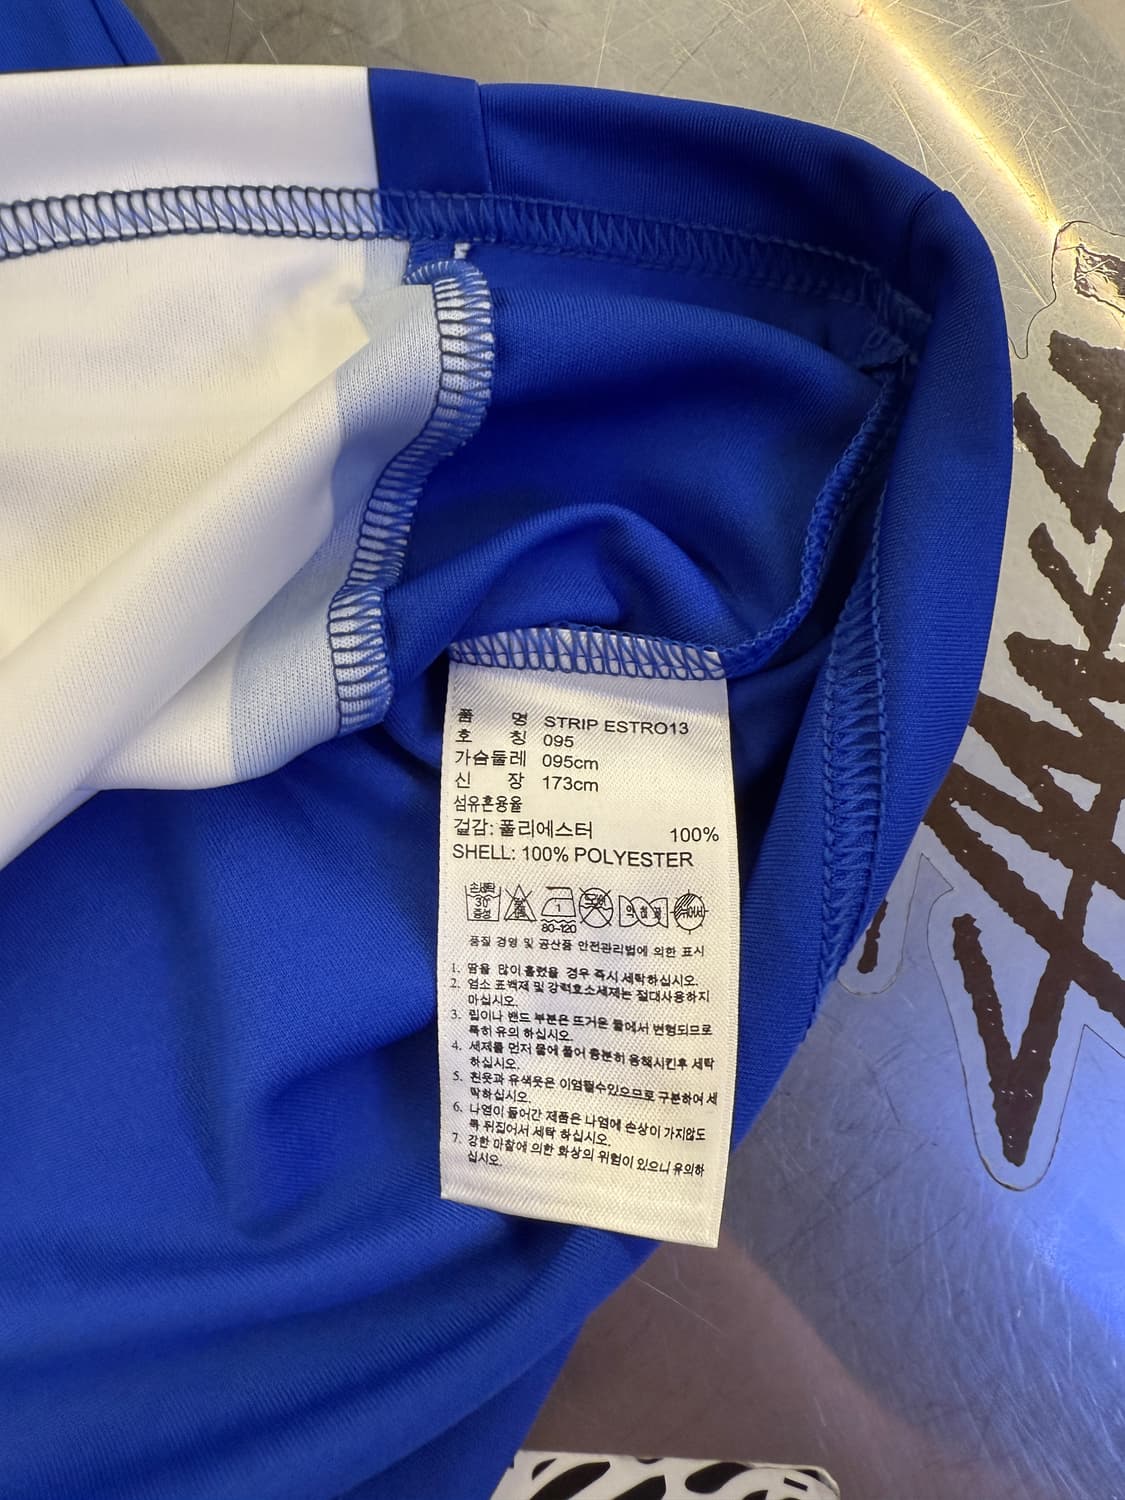 품 명 STRIP ESTRO13
호 칭 095
가슴둘레 095cm
신 장 173cm
섬유혼용율
겉감: 폴리에스터 100%
SHELL: 100% POLYESTER
손세탁 30 중성
1
80-120
약하게
품질 경영 및 공산품 안전관리법에 의한 표시
1. 땀을 많이 흘렸을 경우 즉시 세탁하십시오.
2. 염소 표백제 및 강력효소세제는 절대사용하지
마십시오.
3. 립이나 밴드 부분은 뜨거운 물에서 변형되므로
특히 유의 하십시오.
4. 세제를 먼저 물에 풀어 충분히 용해시킨후 세탁
하십시오.
5. 흰옷과 유색옷은 이염될수있으므로 구분하여 세
탁하십시오.
6. 나염이 들어간 제품은 나염에 손상이 가지않도
록 뒤집어서 세탁 하십시오.
7. 강한 마찰에 의한 화상의 위험이 있으니 유의하
십시오.